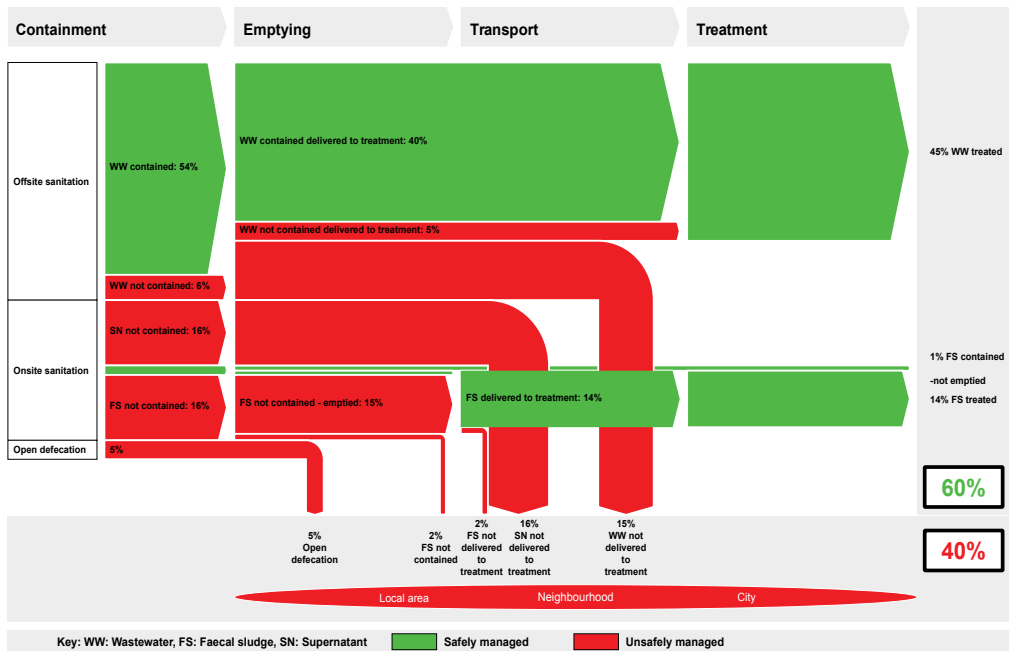 Containment
Emptying
Transport
Treatment
Offsite sanitation
WW contained: 54%
WW contained delivered to treatment: 40%
45% WW treated
WW not contained delivered to treatment: 5%
WW not contained: 6%
Onsite sanitation
SN not contained: 16%
1% FS contained
-not emptied
14% FS treated
FS not contained: 16%
FS not contained - emptied: 15%
FS delivered to treatment: 14%
Open defecation
5%
60%
40%
5%
Open
defecation
2%
FS not
contained
2%
FS not
delivered
to
treatment
16%
SN not
delivered
to
treatment
15%
WW not
delivered
to
treatment
Local area
Neighbourhood
City
Key: WW: Wastewater, FS: Faecal sludge, SN: Supernatant
Safely managed
Unsafely managed